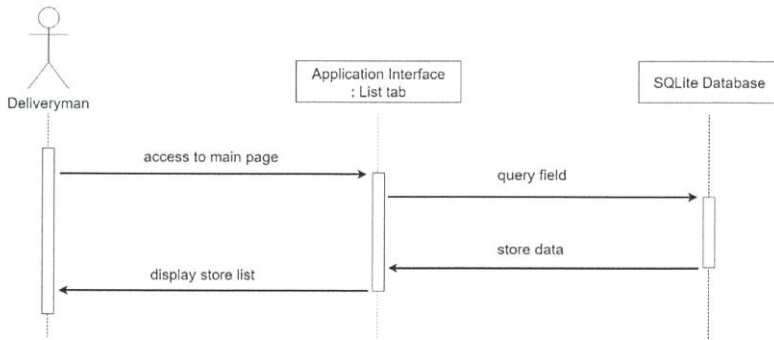 Deliveryman
Application Interface
: List tab
SQLite Database
access to main page
query field
store data
display store list